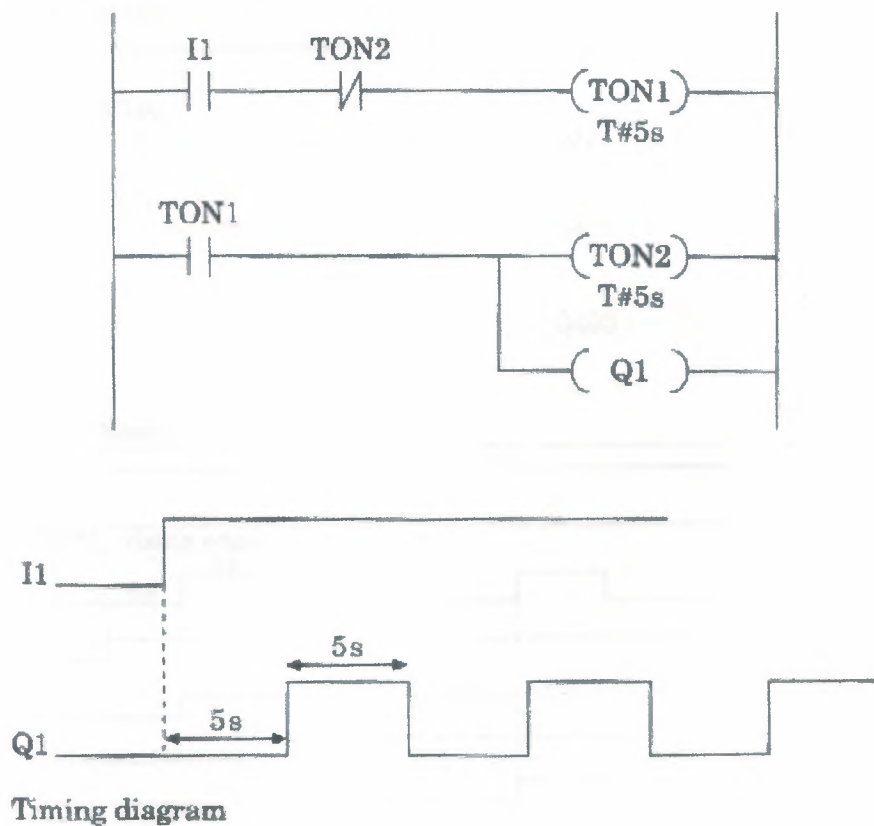 I1 TON2
TON1
T#5s
TON1
TON2
T#5s
Q1
I1
5s
5s
Q1
Timing diagram